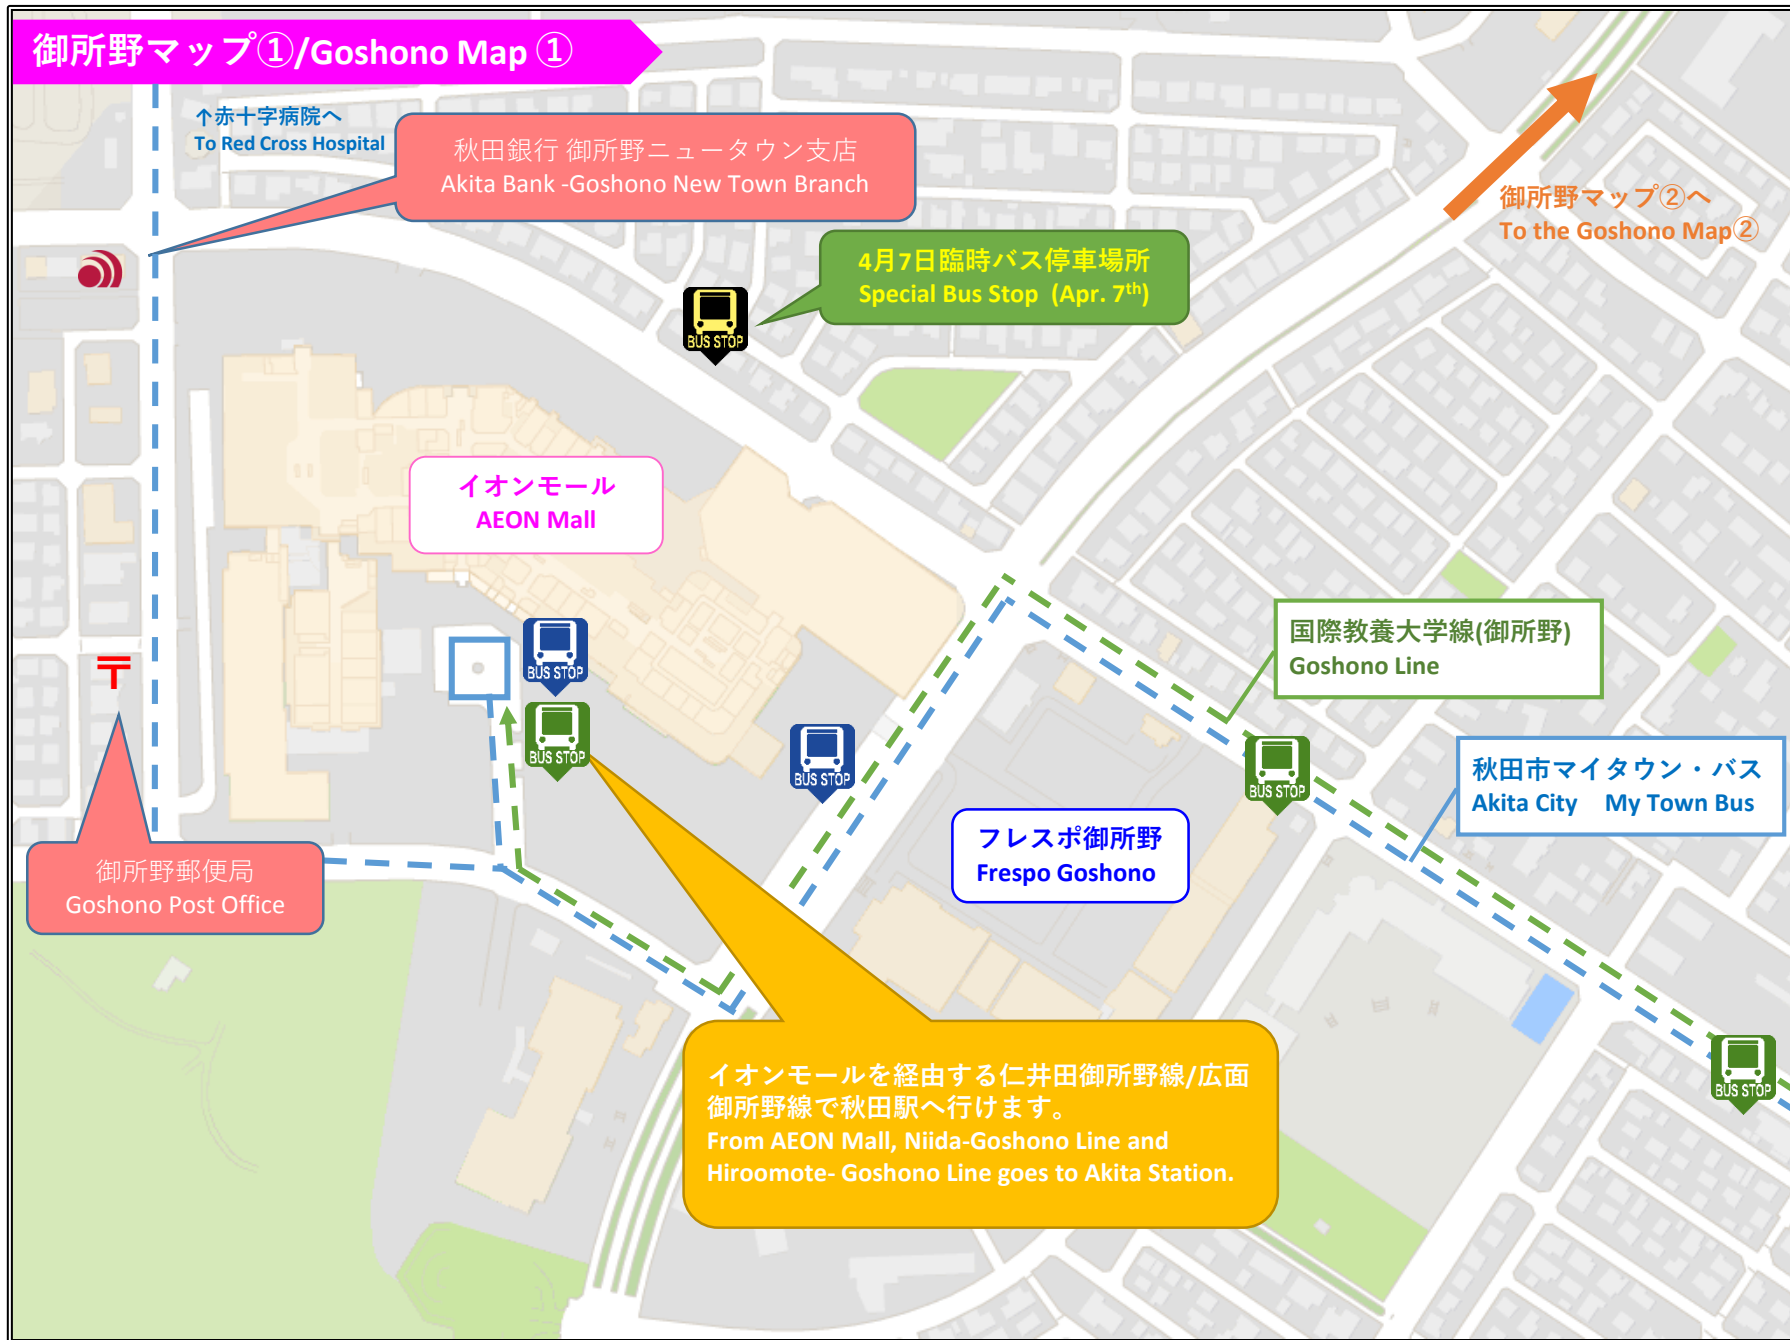 御所野マップ①/Goshono Map ①
↑赤十字病院へ
To Red Cross Hospital
秋田銀行 御所野ニュータウン支店
Akita Bank -Goshono New Town Branch
御所野マップ②へ
To the Goshono Map②
4月7日臨時バス停車場所
Special Bus Stop (Apr. 7th)
BUS STOP
イオンモール
AEON Mall
国際教養大学線(御所野)
Goshono Line
BUS STOP
BUS STOP
BUS STOP
BUS STOP
秋田市マイタウン・バス
Akita City My Town Bus
フレスポ御所野
Frespo Goshono
〒
御所野郵便局
Goshono Post Office
イオンモールを経由する仁井田御所野線/広面
御所野線で秋田駅へ行けます。
From AEON Mall, Niida-Goshono Line and
Hiroomote- Goshono Line goes to Akita Station.
BUS STOP